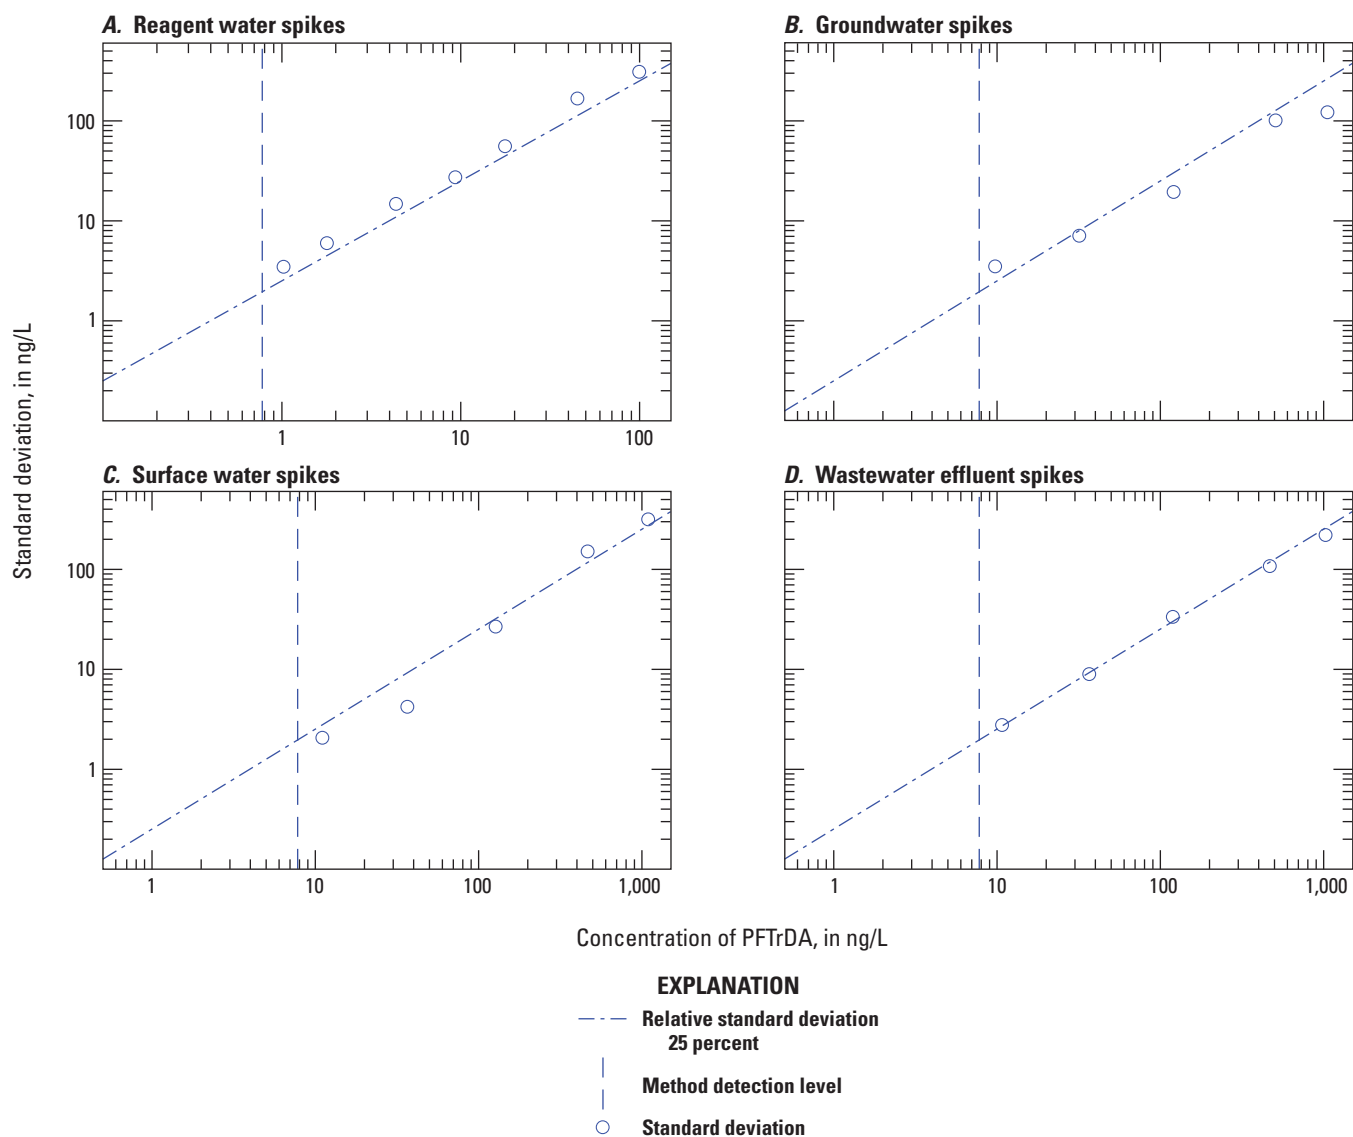 A. Reagent water spikes
B. Groundwater spikes
100
10
1
1 10 100
C. Surface water spikes
D. Wastewater effluent spikes
Standard deviation, in ng/L
100
10
1
1 10 100 1,000
1 10 100 1,000
Concentration of PFTrDA, in ng/L
EXPLANATION
Relative standard deviation
25 percent
Method detection level
Standard deviation